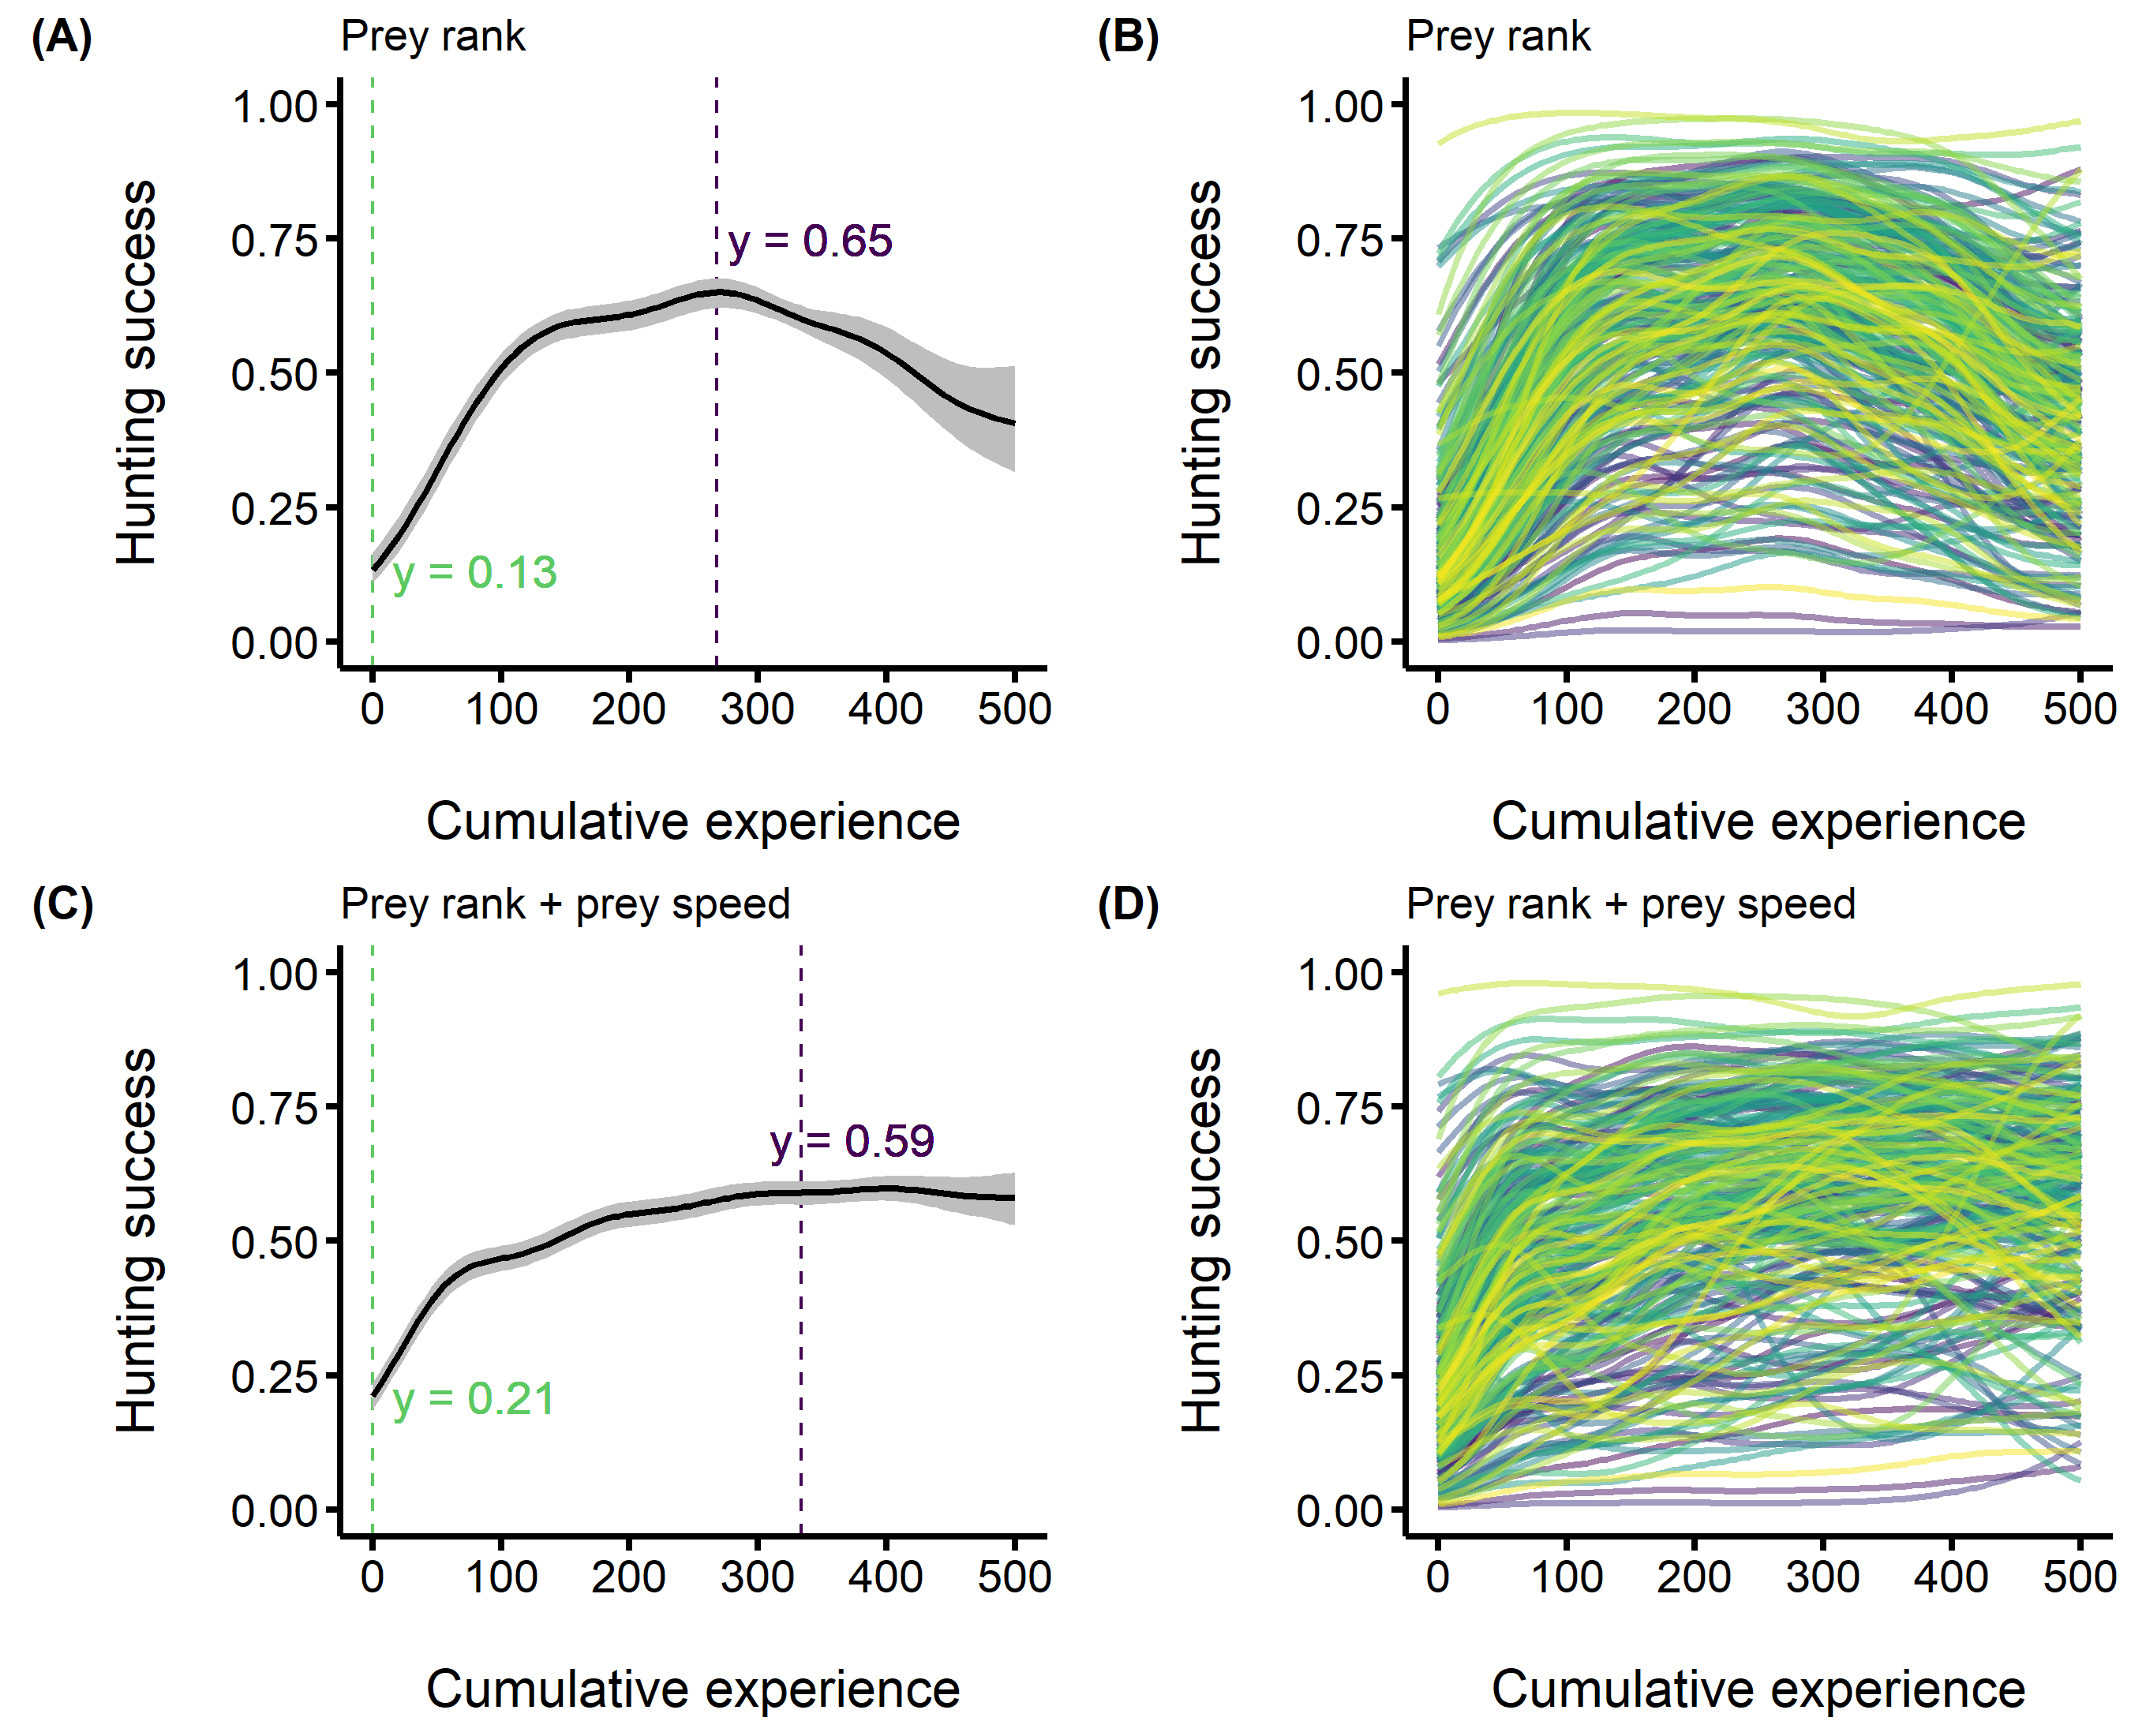 (A) Prey rank
1.00
0.75
0.50
0.25
0.00
Hunting success
y = 0.65
y = 0.13
0 100 200 300 400 500
Cumulative experience
(B) Prey rank
1.00
0.75
0.50
0.25
0.00
Hunting success
0 100 200 300 400 500
Cumulative experience
(C) Prey rank + prey speed
1.00
0.75
0.50
0.25
0.00
Hunting success
y = 0.59
y = 0.21
0 100 200 300 400 500
Cumulative experience
(D) Prey rank + prey speed
1.00
0.75
0.50
0.25
0.00
Hunting success
0 100 200 300 400 500
Cumulative experience